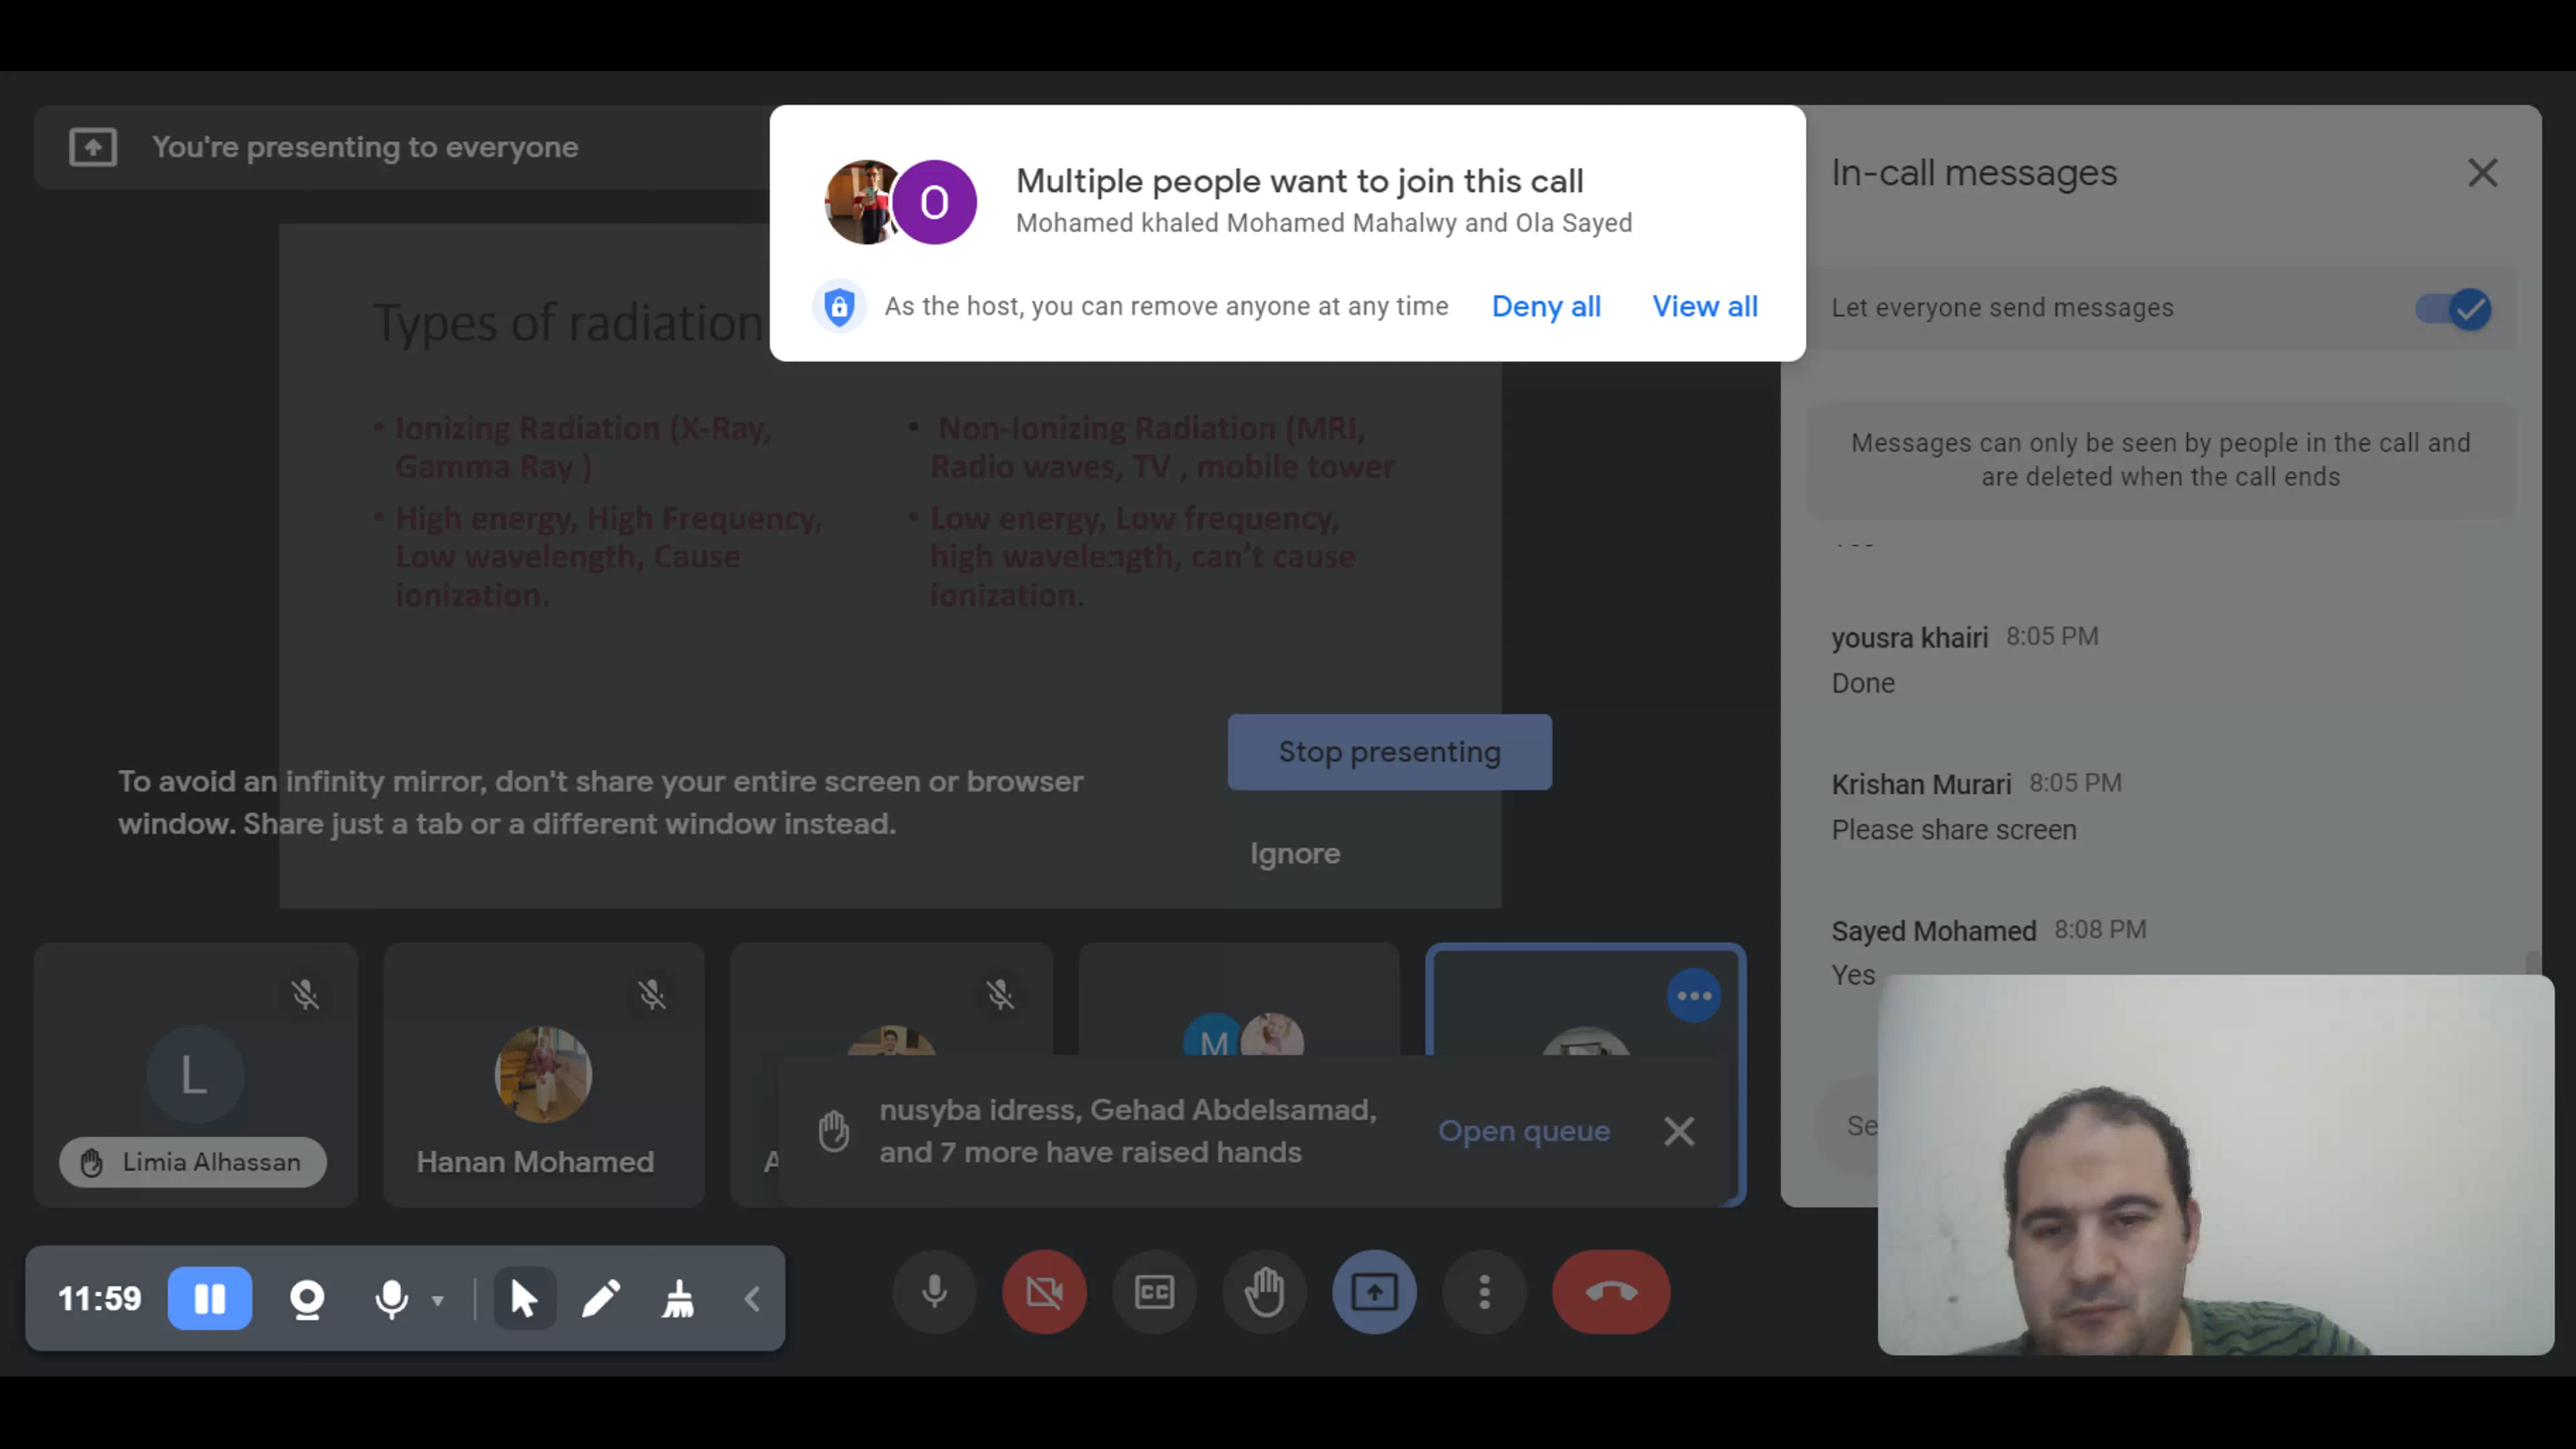 You're presenting to everyone
Multiple people want to join this call
Mohamed khaled Mohamed Mahalwy and Ola Sayed
O
As the host, you can remove anyone at any time
Deny all
View all
In-call messages
Let everyone send messages
Messages can only be seen by people in the call and
are deleted when the call ends
yousra khairi 8:05 PM
Done
Krishan Murari 8:05 PM
Please share screen
Sayed Mohamed 8:08 PM
Yes
Se
Types of radiation
• Ionizing Radiation (X-Ray,
Gamma Ray )
• High energy, High Frequency,
Low wavelength, Cause
ionization.
• Non-Ionizing Radiation (MRI,
Radio waves, TV , mobile tower
• Low energy, Low frequency,
high wavelength, can't cause
ionization.
To avoid an infinity mirror, don't share your entire screen or browser
window. Share just a tab or a different window instead.
Stop presenting
Ignore
L
Limia Alhassan
Hanan Mohamed
A
M
nusyba idress, Gehad Abdelsamad,
and 7 more have raised hands
Open queue
11:59
CC